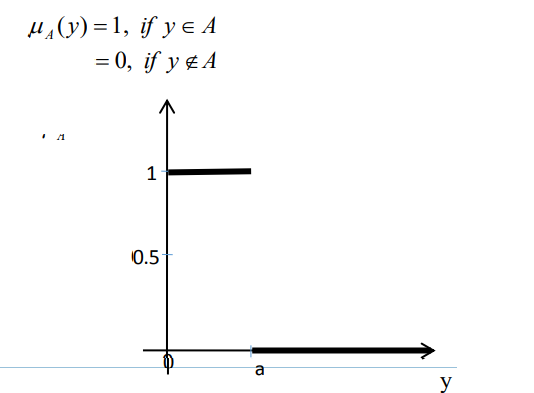 μ_A(y) = 1, if y ∈ A
= 0, if y ∉ A
A
1
0.5
0
a
y